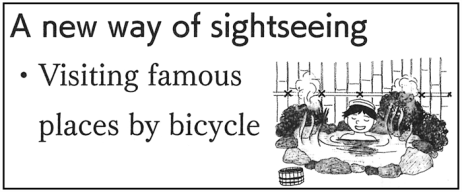 A new way of sightseeing
・Visiting famous
places by bicycle